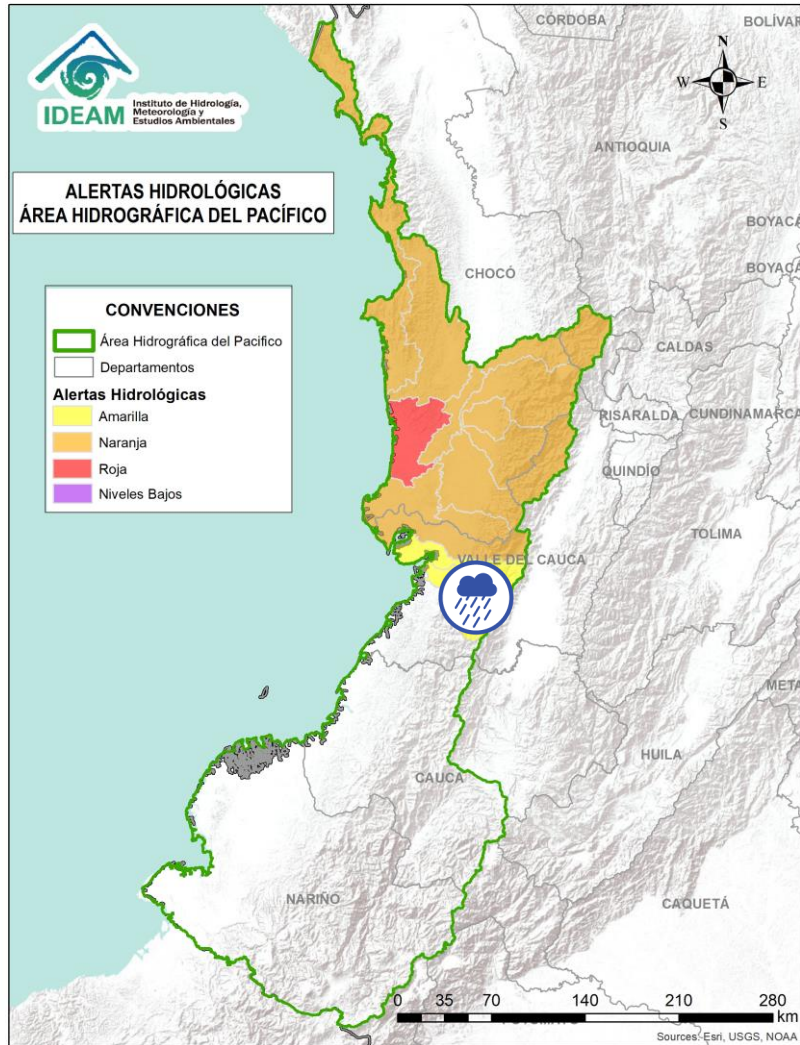 CÓRDOBA
BOLÍVAR
N
W E
S
IDEAM
Instituto de Hidrología,
Meteorología y
Estudios Ambientales
ANTIOQUIA
ALERTAS HIDROLÓGICAS
ÁREA HIDROGRÁFICA DEL PACÍFICO
BOYACÁ
BOYACÁ
CHOCÓ
CONVENCIONES
Área Hidrográfica del Pacifico
Departamentos
Alertas Hidrológicas
Amarilla
Naranja
Roja
Niveles Bajos
CALDAS
RISARALDA
CUNDINAMARCA
QUINDÍO
TOLIMA
VALLE DEL CAUCA
META
HUILA
CAUCA
NARIÑO
CAQUETÁ
0 35 70 140 210 280
km
Sources: Esri, USGS, NOAA